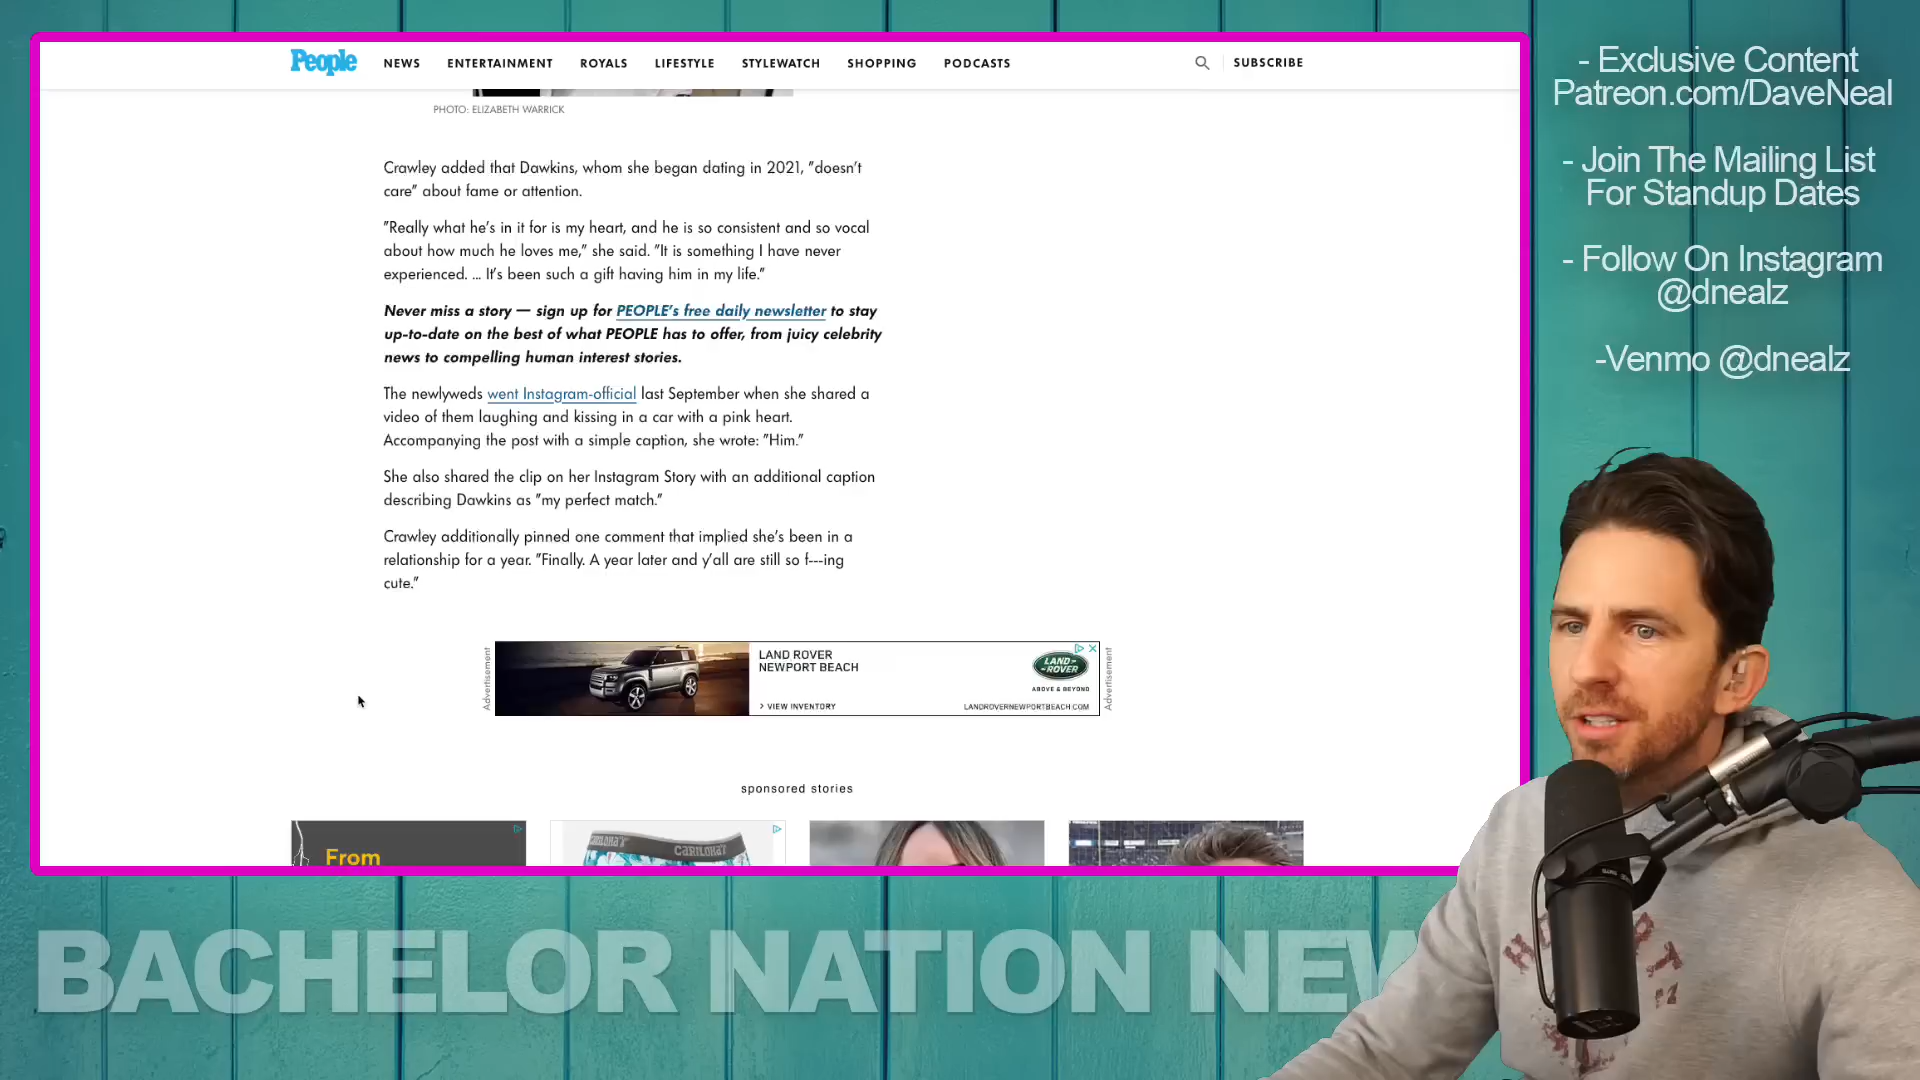 People
NEWS
ENTERTAINMENT
ROYALS
LIFESTYLE
STYLEWATCH
SHOPPING
PODCASTS
SUBSCRIBE
PHOTO: ELIZABETH WARRICK
Crawley added that Dawkins, whom she began dating in 2021, "doesn't
care" about fame or attention.
"Really what he's in it for is my heart, and he is so consistent and so vocal
about how much he loves me," she said. "It is something I have never
experienced. ... It's been such a gift having him in my life."
Never miss a story — sign up for PEOPLE's free daily newsletter to stay
up-to-date on the best of what PEOPLE has to offer, from juicy celebrity
news to compelling human interest stories.
The newlyweds went Instagram-official last September when she shared a
video of them laughing and kissing in a car with a pink heart.
Accompanying the post with a simple caption, she wrote: "Him."
She also shared the clip on her Instagram Story with an additional caption
describing Dawkins as "my perfect match."
Crawley additionally pinned one comment that implied she's been in a
relationship for a year. "Finally. A year later and y'all are still so f---ing
cute."
Advertisement
LAND ROVER
NEWPORT BEACH
> VIEW INVENTORY
LAND-
-ROVER
ABOVE & BEYOND
LANDROVERNEWPORTBEACH.COM
Advertisement
sponsored stories
From
CARILOHA
- Exclusive Content
Patreon.com/DaveNeal
- Join The Mailing List
For Standup Dates
- Follow On Instagram
@dnealz
-Venmo @dnealz
BACHELOR NATION NEW